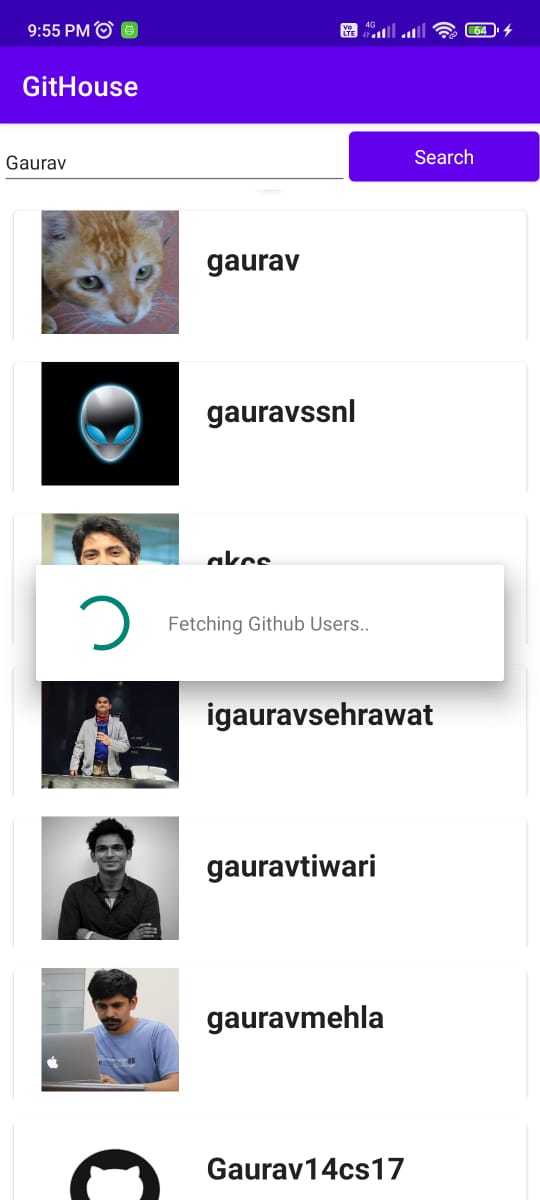 9:55 PM
Vo LTE 4G 64
GitHouse
Gaurav
Search
gaurav
gauravssnl
gkcs
Fetching Github Users..
igauravsehrawat
gauravtiwari
gauravmehla
Gaurav14cs17